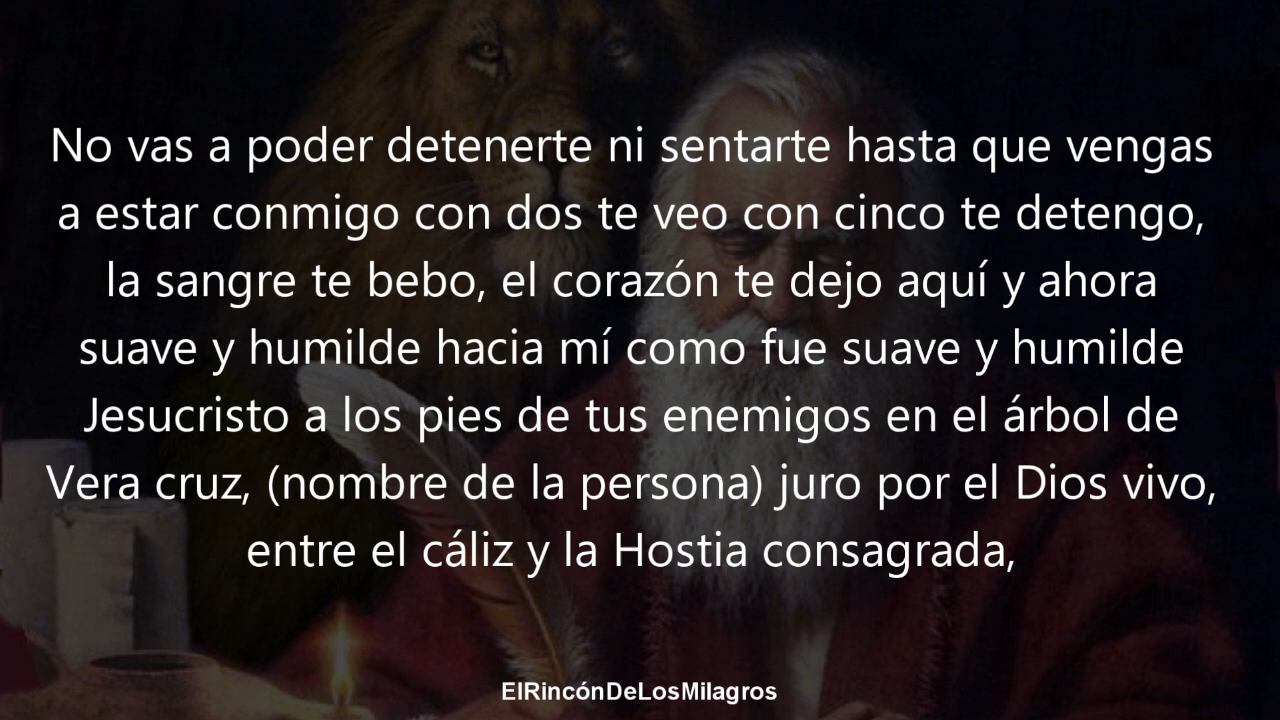 No vas a poder detenerte ni sentarte hasta que vengas
a estar conmigo con dos te veo con cinco te detengo,
la sangre te bebo, el corazón te dejo aquí y ahora
suave y humilde hacia mí como fue suave y humilde
Jesucristo a los pies de tus enemigos en el árbol de
Vera cruz, (nombre de la persona) juro por el Dios vivo,
entre el cáliz y la Hostia consagrada,
ElRincónDeLosMilagros